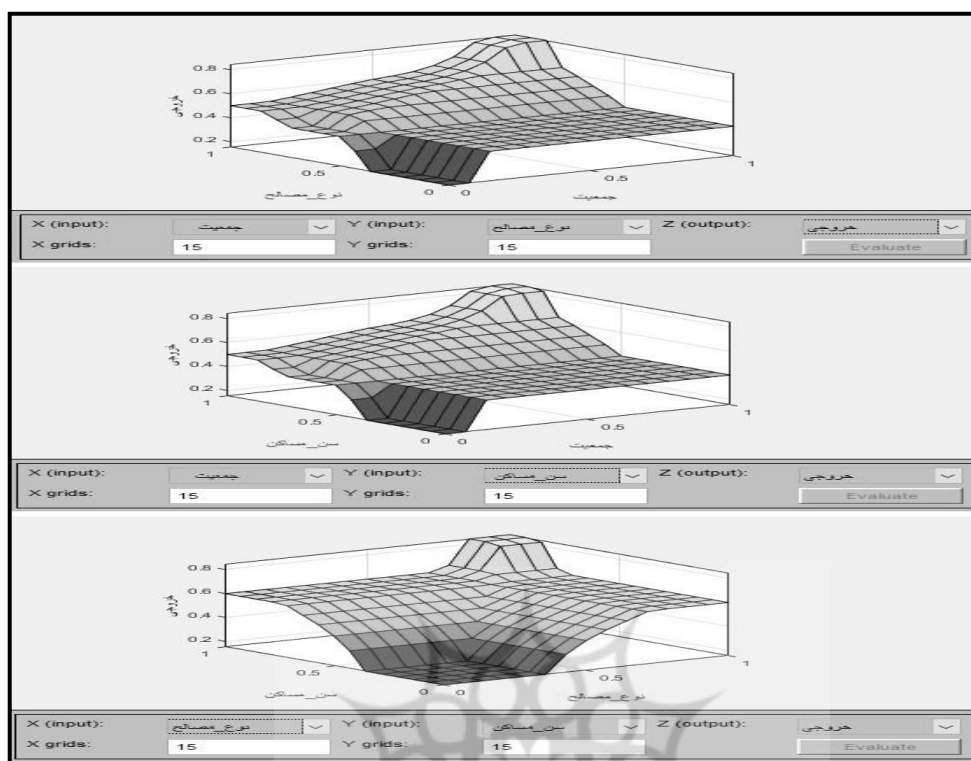 0.8
0.6
0.4
0.2
خروجی
1
0.5
0
0
0.5
1
نوع_مصالح
جمعیت
X (input): جمعیت Y (input): نوع_مصالح Z (output): خروجی
X grids: 15 Y grids: 15 Evaluate
0.8
0.6
0.4
0.2
خروجی
1
0.5
0
0
0.5
1
سن_مساکن
جمعیت
X (input): جمعیت Y (input): سن_مساکن Z (output): خروجی
X grids: 15 Y grids: 15 Evaluate
0.8
0.6
0.4
0.2
خروجی
1
0.5
0
0
0.5
1
سن_مساکن
نوع_مصالح
X (input): نوع_مصالح Y (input): سن_مساکن Z (output): خروجی
X grids: 15 Y grids: 15 Evaluate